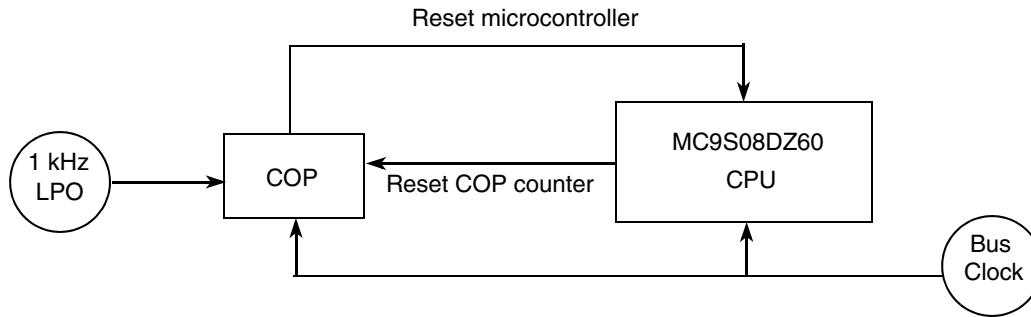 Reset microcontroller
1 kHz
LPO
COP
Reset COP counter
MC9S08DZ60
CPU
Bus
Clock